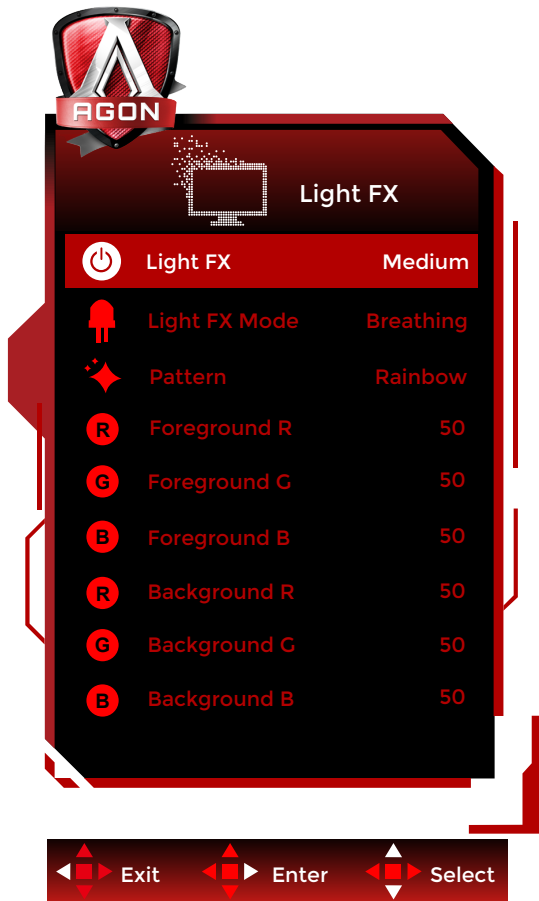 AGON
Light FX
Light FX Medium
Light FX Mode Breathing
Pattern Rainbow
R Foreground R 50
G Foreground G 50
B Foreground B 50
R Background R 50
G Background G 50
B Background B 50
Exit Enter Select